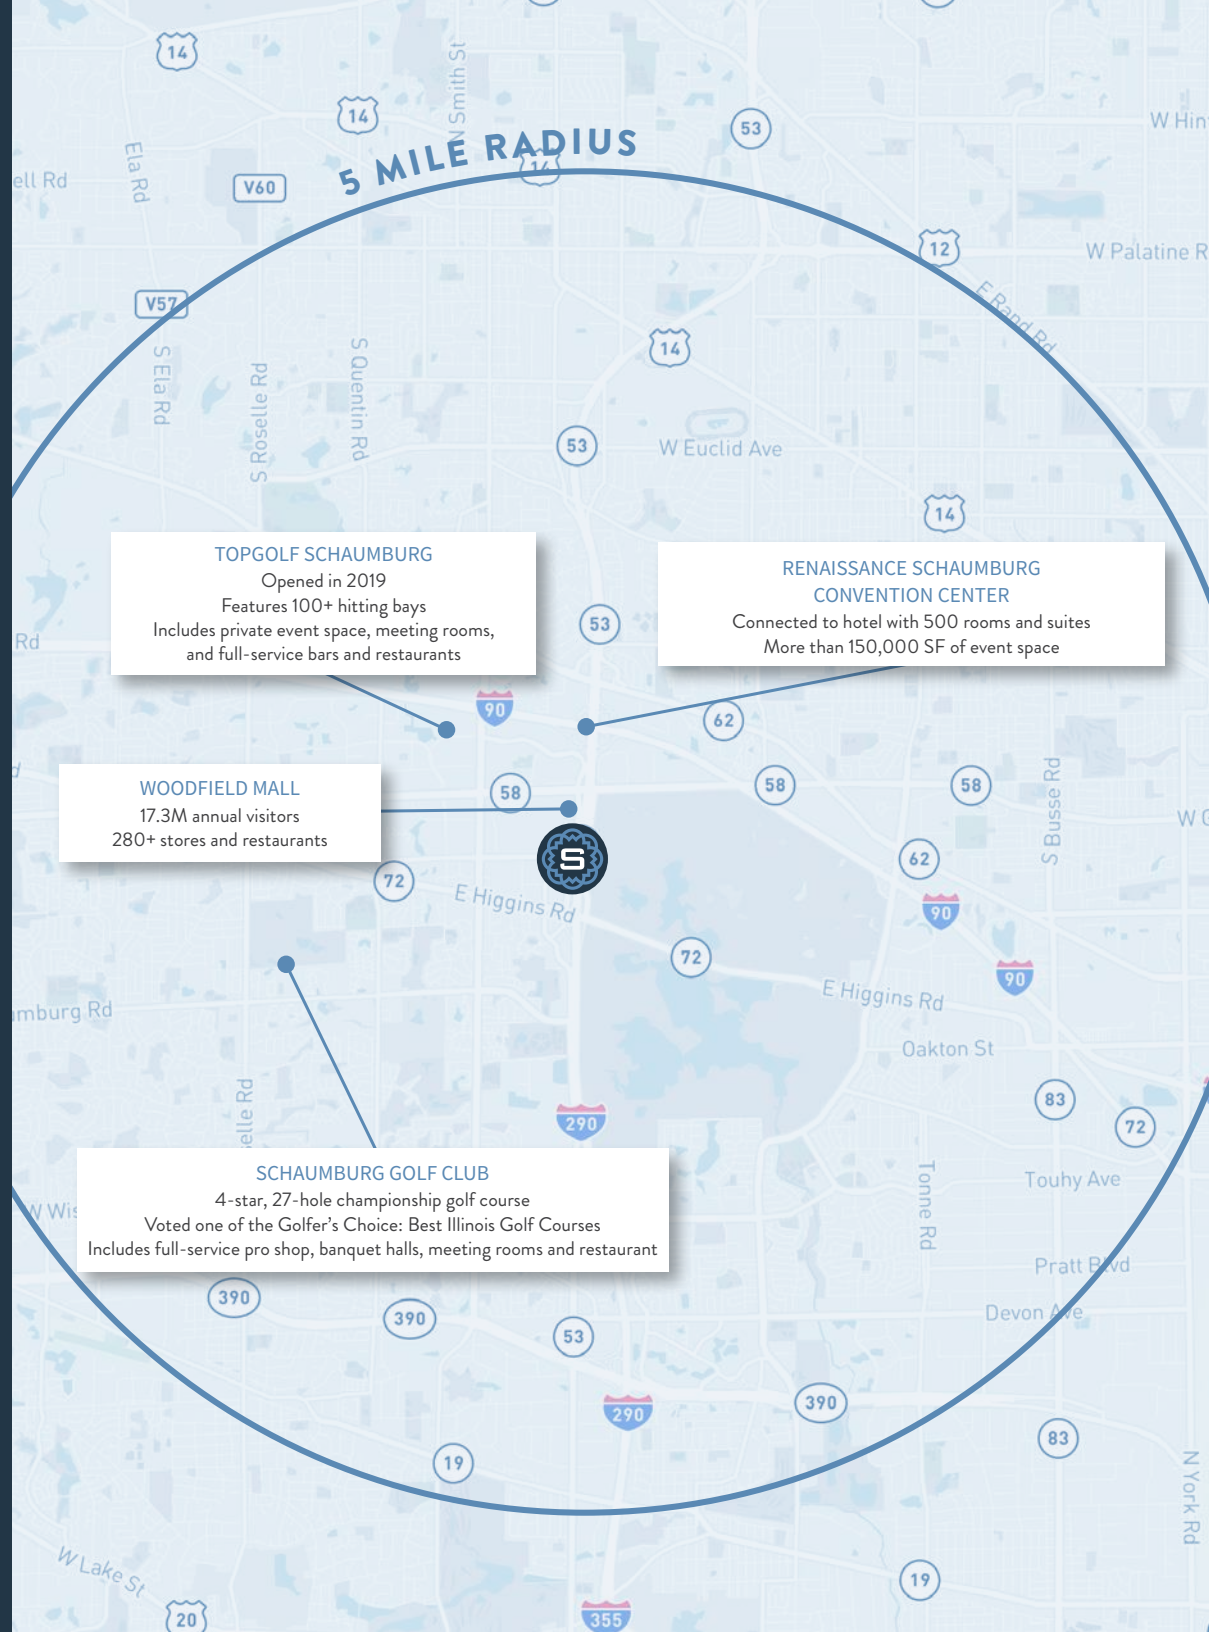 14
14
N Smith St
53
W Hin
5 MILE RADIUS
14
Ela Rd
ell Rd
V60
12
W Palatine R
V57
E Rand Rd
14
S Ela Rd
S Roselle Rd
S Quentin Rd
53
W Euclid Ave
14
TOPGOLF SCHAUMBURG
Opened in 2019
Features 100+ hitting bays
Includes private event space, meeting rooms,
and full-service bars and restaurants
RENAISSANCE SCHAUMBURG
CONVENTION CENTER
Connected to hotel with 500 rooms and suites
More than 150,000 SF of event space
53
Rd
90
62
58
58
58
S Busse Rd
d
WOODFIELD MALL
17.3M annual visitors
280+ stores and restaurants
W G
S
62
72
E Higgins Rd
90
72
90
E Higgins Rd
umburg Rd
Oakton St
elle Rd
83
290
72
SCHAUMBURG GOLF CLUB
4-star, 27-hole championship golf course
Voted one of the Golfer's Choice: Best Illinois Golf Courses
Includes full-service pro shop, banquet halls, meeting rooms and restaurant
Touhy Ave
Tonne Rd
W Wis
Pratt Blvd
390
390
53
Devon Ave
290
390
83
19
N York Rd
W Lake St
19
20
355